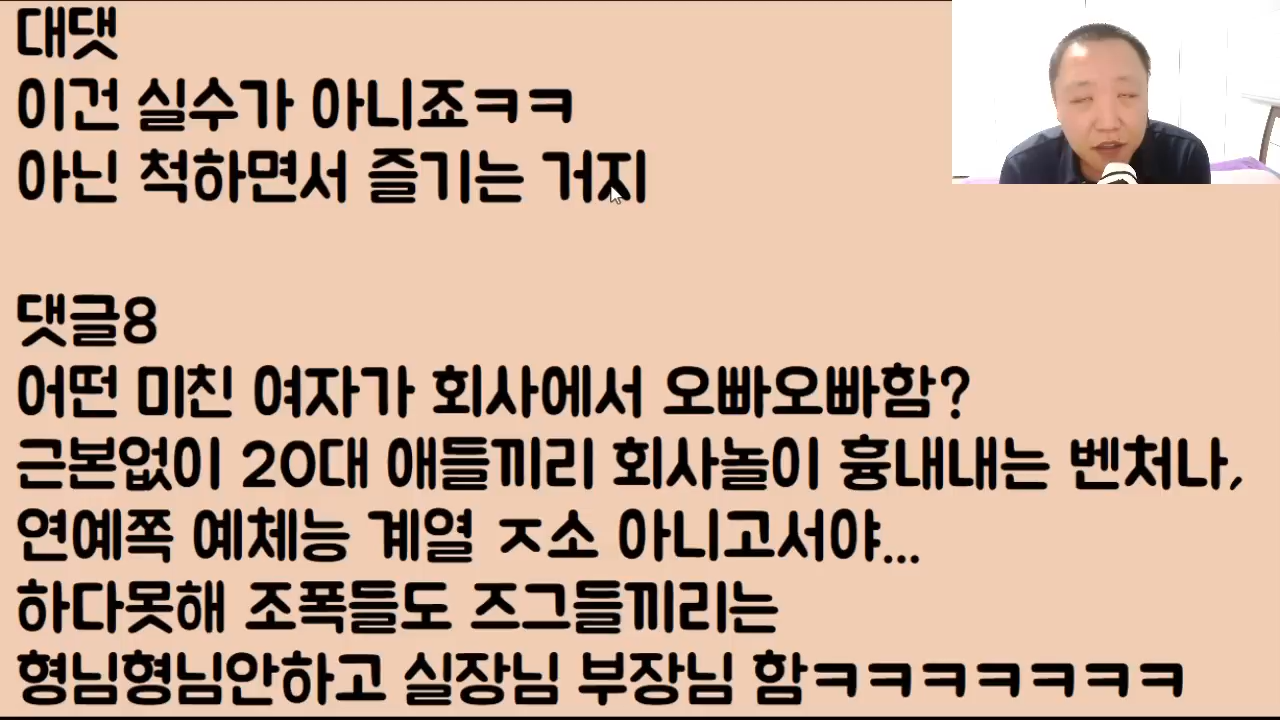 대댓
이건 실수가 아니죠ㅋㅋ
아닌 척하면서 즐기는 거지
댓글8
어떤 미친 여자가 회사에서 오빠오빠함?
근본없이 20대 애들끼리 회사놀이 흉내내는 벤처나,
연예쪽 예체능 계열 ㅈ소 아니고서야...
하다못해 조폭들도 즈그들끼리는
형님형님안하고 실장님 부장님 함ㅋㅋㅋㅋㅋㅋㅋ